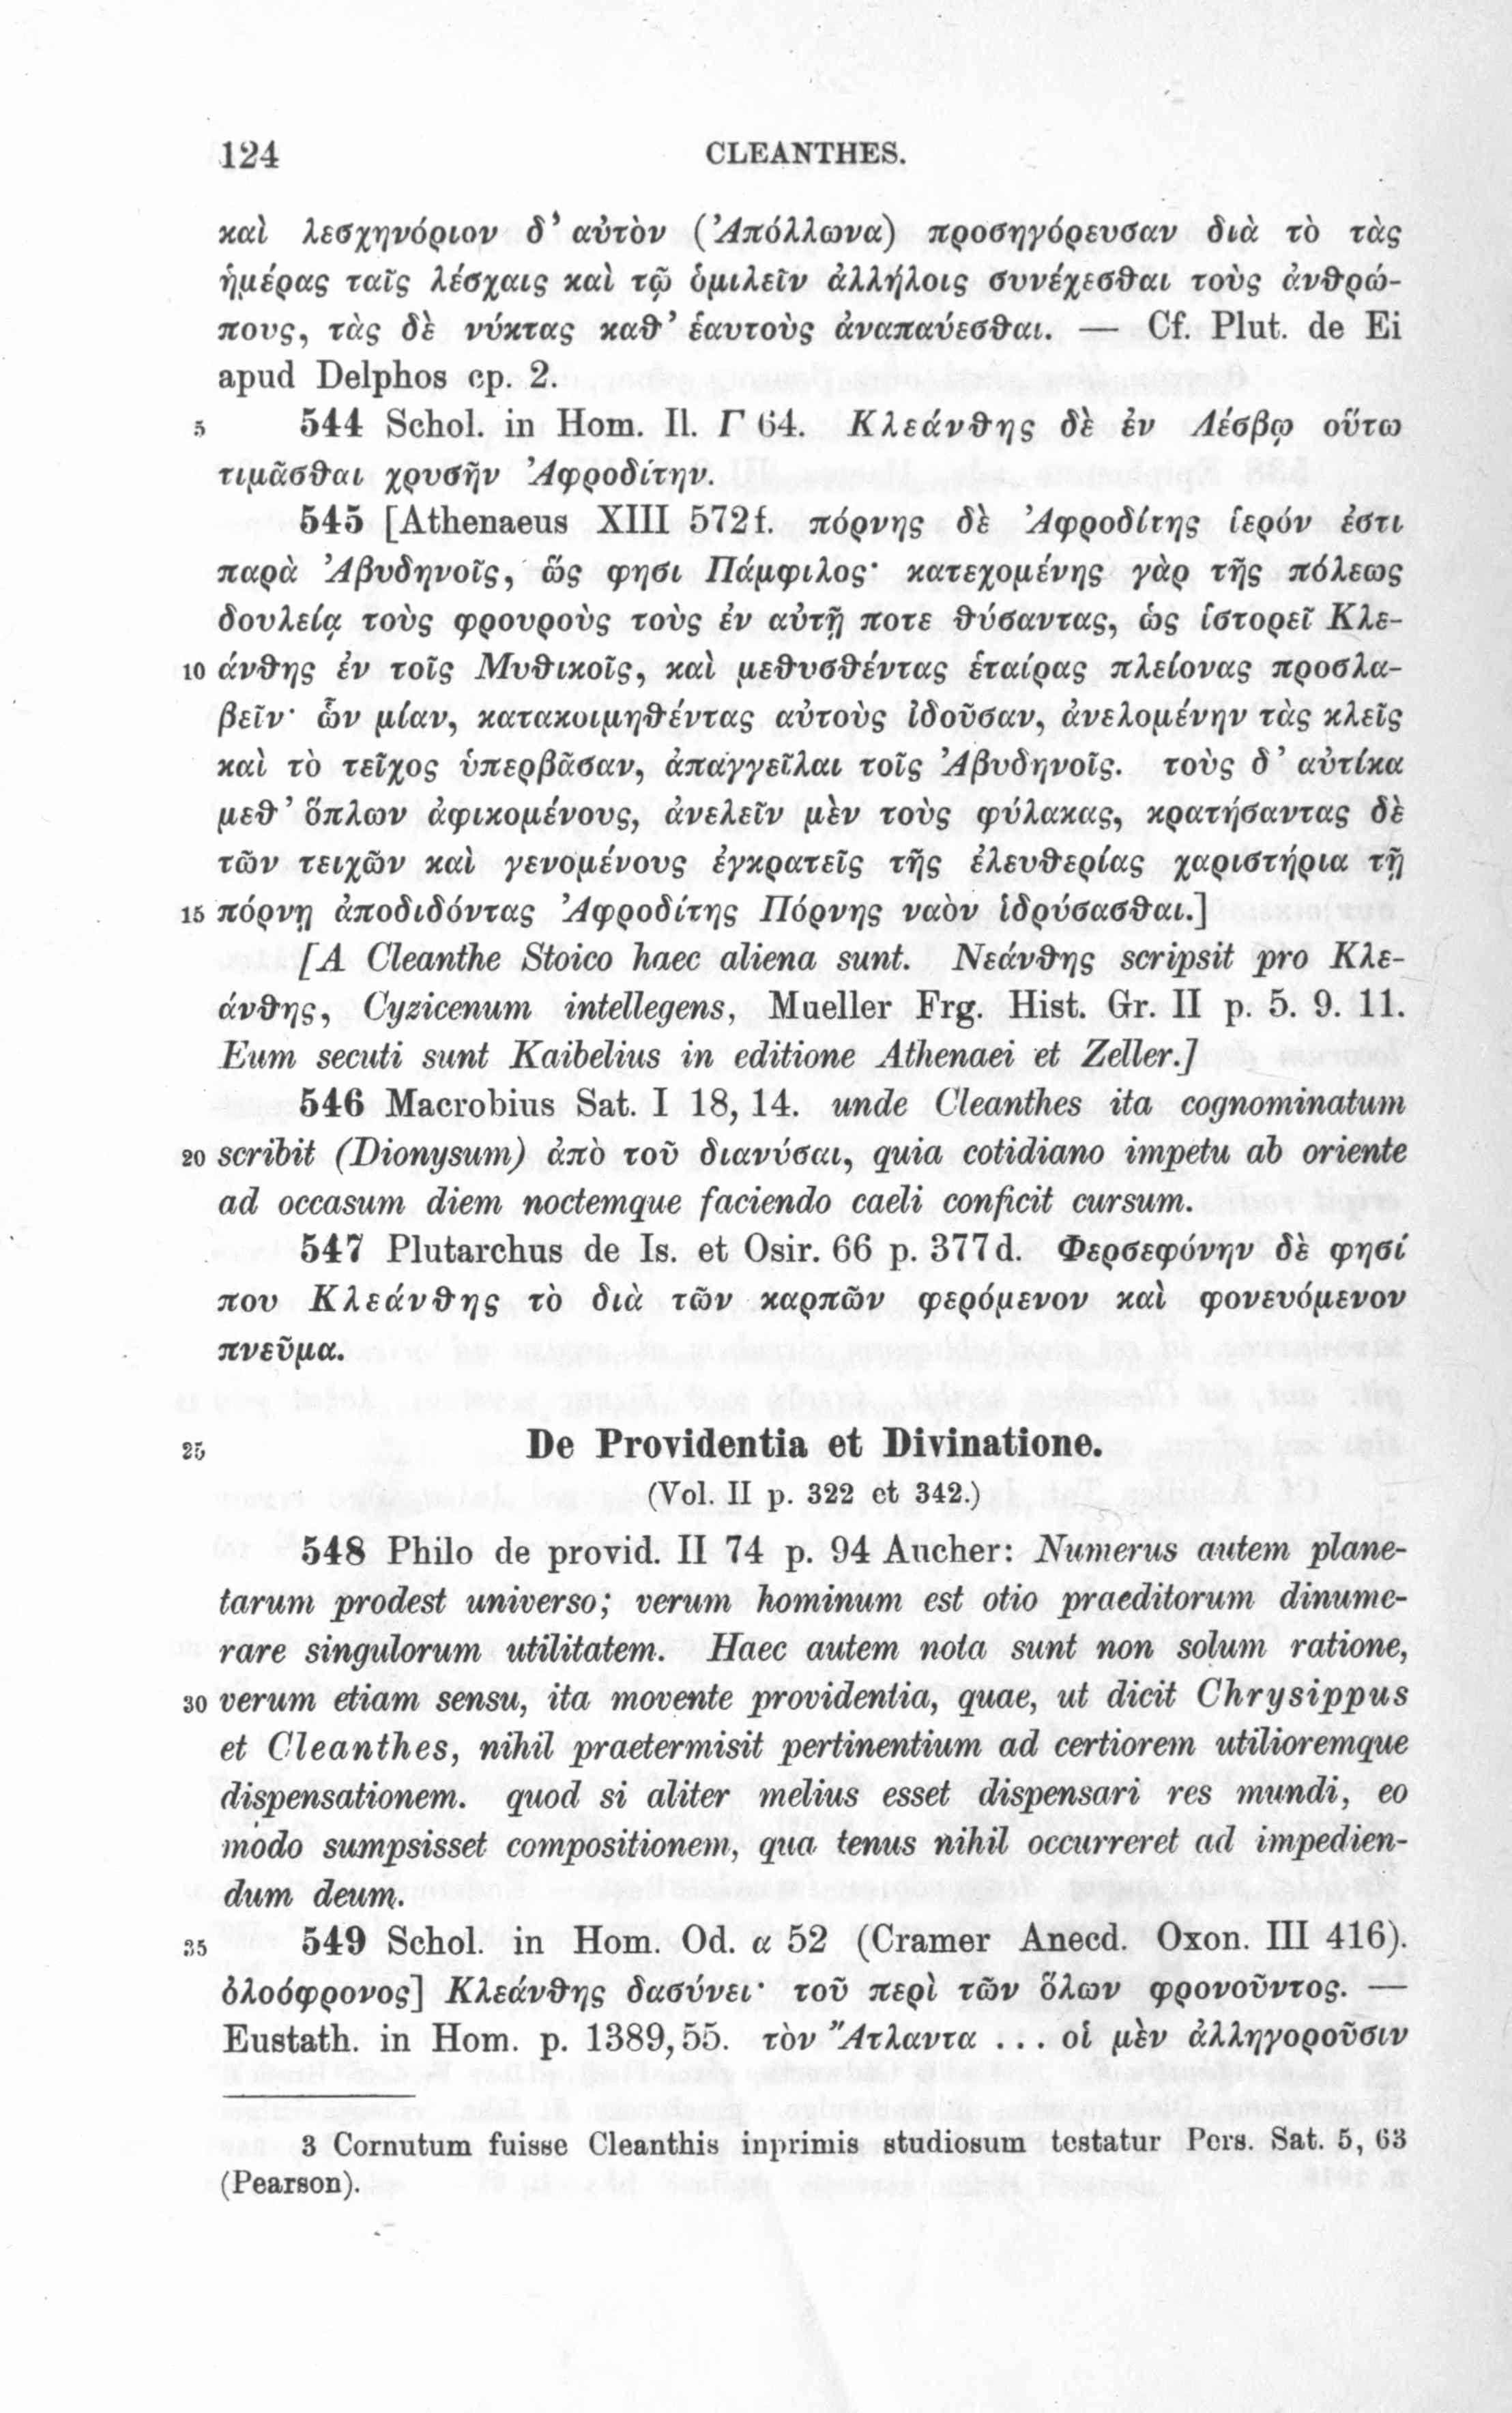 124 CLEANTHES.
καὶ λεσχηνόριον δ’ αὐτὸν (Ἀπόλλωνα) προσηγόρευσαν διὰ τὸ τὰς
ἡμέρας ταῖς λέσχαις καὶ τῷ ὁμιλεῖν ἀλλήλοις συνέχεσθαι τοὺς ἀνθρώ-
πους, τὰς δὲ νύκτας καθ’ ἑαυτοὺς ἀναπαύεσθαι. — Cf. Plut. de Ei
apud Delphos cp. 2.
5 544 Schol. in Hom. Il. Γ 64. Κλεάνθης δὲ ἐν Λέσβῳ οὕτω
τιμᾶσθαι χρυσῆν Ἀφροδίτην.
545 [Athenaeus XIII 572f. πόρνης δὲ Ἀφροδίτης ἱερόν ἐστι
παρὰ Ἀβυδηνοῖς, ὥς φησι Πάμφιλος· κατεχομένης γὰρ τῆς πόλεως
δουλείᾳ τοὺς φρουροὺς τοὺς ἐν αὐτῇ ποτε θύσαντας, ὡς ἱστορεῖ Κλε-
10 άνθης ἐν τοῖς Μυθικοῖς, καὶ μεθυσθέντας ἑταίρας πλείονας προσλα-
βεῖν· ὧν μίαν, κατακοιμηθέντας αὐτοὺς ἰδοῦσαν, ἀνελομένην τὰς κλεῖς
καὶ τὸ τεῖχος ὑπερβᾶσαν, ἀπαγγεῖλαι τοῖς Ἀβυδηνοῖς. τοὺς δ’ αὐτίκα
μεθ’ ὅπλων ἀφικομένους, ἀνελεῖν μὲν τοὺς φύλακας, κρατήσαντας δὲ
τῶν τειχῶν καὶ γενομένους ἐγκρατεῖς τῆς ἐλευθερίας χαριστήρια τῇ
15 πόρνῃ ἀποδιδόντας Ἀφροδίτης Πόρνης ναὸν ἱδρύσασθαι.]
[A Cleanthe Stoico haec aliena sunt. Νεάνθης scripsit pro Κλε-
άνθης, Cyzicenum intellegens, Mueller Frg. Hist. Gr. II p. 5. 9. 11.
Eum secuti sunt Kaibelius in editione Athenaei et Zeller.]
546 Macrobius Sat. I 18, 14. unde Cleanthes ita cognominatum
20 scribit (Dionysum) ἀπὸ τοῦ διανύσαι, quia cotidiano impetu ab oriente
ad occasum diem noctemque faciendo caeli conficit cursum.
547 Plutarchus de Is. et Osir. 66 p. 377d. Φερσεφόνην δὲ φησί
που Κλεάνθης τὸ διὰ τῶν καρπῶν φερόμενον καὶ φονευόμενον
πνεῦμα.
25 De Providentia et Divinatione.
(Vol. II p. 322 et 342.)
548 Philo de provid. II 74 p. 94 Aucher: Numerus autem plane-
tarum prodest universo; verum hominum est otio praeditorum dinume-
rare singulorum utilitatem. Haec autem nota sunt non solum ratione,
30 verum etiam sensu, ita movente providentia, quae, ut dicit Chrysippus
et Cleanthes, nihil praetermisit pertinentium ad certiorem utilioremque
dispensationem. quod si aliter melius esset dispensari res mundi, eo
modo sumpsisset compositionem, qua tenus nihil occurreret ad impedien-
dum deum.
35 549 Schol. in Hom. Od. α 52 (Cramer Anecd. Oxon. III 416).
ὀλοόφρονος] Κλεάνθης δασύνει· τοῦ περὶ τῶν ὅλων φρονοῦντος. —
Eustath. in Hom. p. 1389,55. τὸν Ἄτλαντα ... οἱ μὲν ἀλληγοροῦσιν
3 Cornutum fuisse Cleanthis inprimis studiosum testatur Pers. Sat. 5, 63
(Pearson).